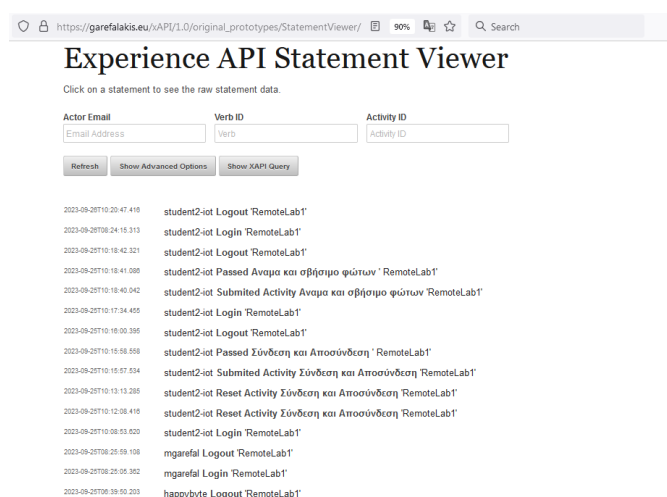 https://garefalakis.eu/xAPI/1.0/original_prototypes/StatementViewer/ 90% Search
Experience API Statement Viewer
Click on a statement to see the raw statement data.
Actor Email Verb ID Activity ID
Email Address Verb Activity ID
Refresh Show Advanced Options Show XAPI Query
2023-09-26T10:20:47.416 student2-iot Logout 'RemoteLab1'
2023-09-26T08:24:15.313 student2-iot Login 'RemoteLab1'
2023-09-25T10:18:42.321 student2-iot Logout 'RemoteLab1'
2023-09-25T10:18:41.086 student2-iot Passed Αναμα και σβήσιμο φώτων ' RemoteLab1'
2023-09-25T10:18:40.042 student2-iot Submited Activity Αναμα και σβήσιμο φώτων 'RemoteLab1'
2023-09-25T10:17:34.455 student2-iot Login 'RemoteLab1'
2023-09-25T10:16:00.395 student2-iot Logout 'RemoteLab1'
2023-09-25T10:15:58.558 student2-iot Passed Σύνδεση και Αποσύνδεση ' RemoteLab1'
2023-09-25T10:15:57.534 student2-iot Submited Activity Σύνδεση και Αποσύνδεση 'RemoteLab1'
2023-09-25T10:13:13.285 student2-iot Reset Activity Σύνδεση και Αποσύνδεση 'RemoteLab1'
2023-09-25T10:12:08.416 student2-iot Reset Activity Σύνδεση και Αποσύνδεση 'RemoteLab1'
2023-09-25T10:08:53.620 student2-iot Login 'RemoteLab1'
2023-09-25T08:25:59.108 mgarefal Logout 'RemoteLab1'
2023-09-25T08:25:05.362 mgarefal Login 'RemoteLab1'
2023-09-25T06:39:50.203 happybyte Logout 'RemoteLab1'